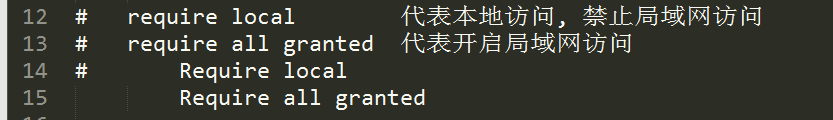 12 # require local 代表本地访问, 禁止局域网访问
13 # require all granted 代表开启局域网访问
14 # Require local
15 Require all granted